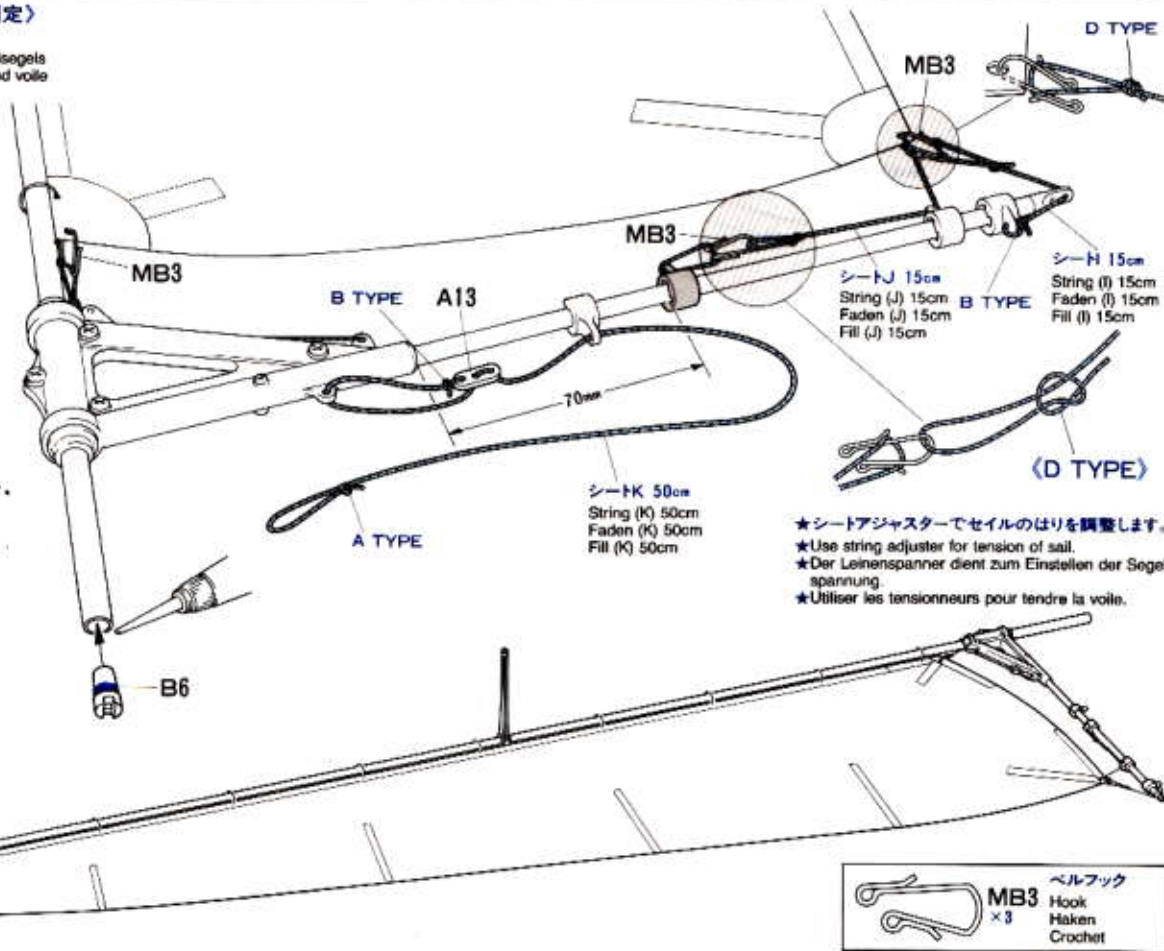 定》
segels
d voile
D TYPE
MB3
MB3
MB3
B TYPE
A13
シートJ 15cm
String (J) 15cm
Faden (J) 15cm
Fill (J) 15cm
B TYPE
シートI 15cm
String (I) 15cm
Faden (I) 15cm
Fill (I) 15cm
70mm
シートK 50cm
String (K) 50cm
Faden (K) 50cm
Fill (K) 50cm
A TYPE
《D TYPE》
★シートアジャスターでセイルのはりを調整します。
★Use string adjuster for tension of sail.
★Der Leinenspanner dient zum Einstellen der Segel
spannung.
★Utiliser les tensionneurs pour tendre la voile.
B6
MB3
×3
ベルフック
Hook
Haken
Crochet